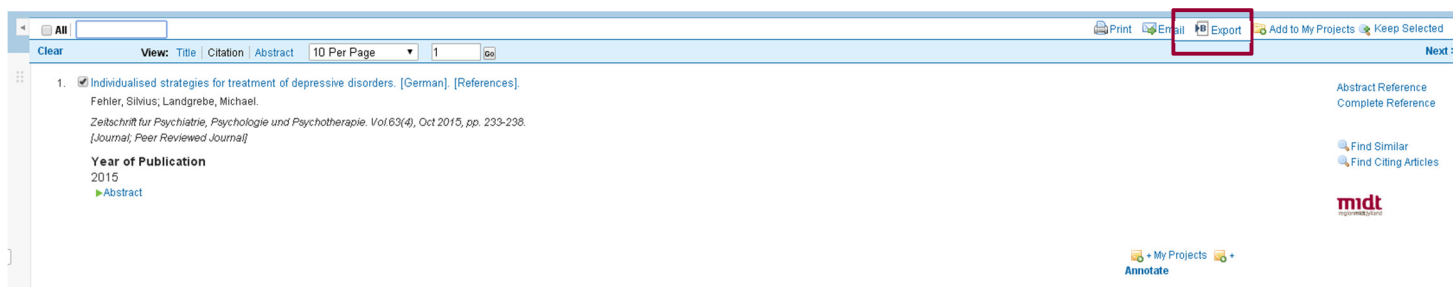 All
Print Email Export Add to My Projects Keep Selected
Clear View: Title Citation Abstract 10 Per Page 1 Go Next >
1. Individualised strategies for treatment of depressive disorders. [German]. [References].
Fehler, Silvius; Landgrebe, Michael.
Zeitschrift fur Psychiatrie, Psychologie und Psychotherapie. Vol.63(4), Oct 2015, pp. 233-238.
[Journal; Peer Reviewed Journal]
Year of Publication
2015
Abstract
Abstract Reference
Complete Reference
Find Similar
Find Citing Articles
midt
regionmidtjylland
+ My Projects +
Annotate